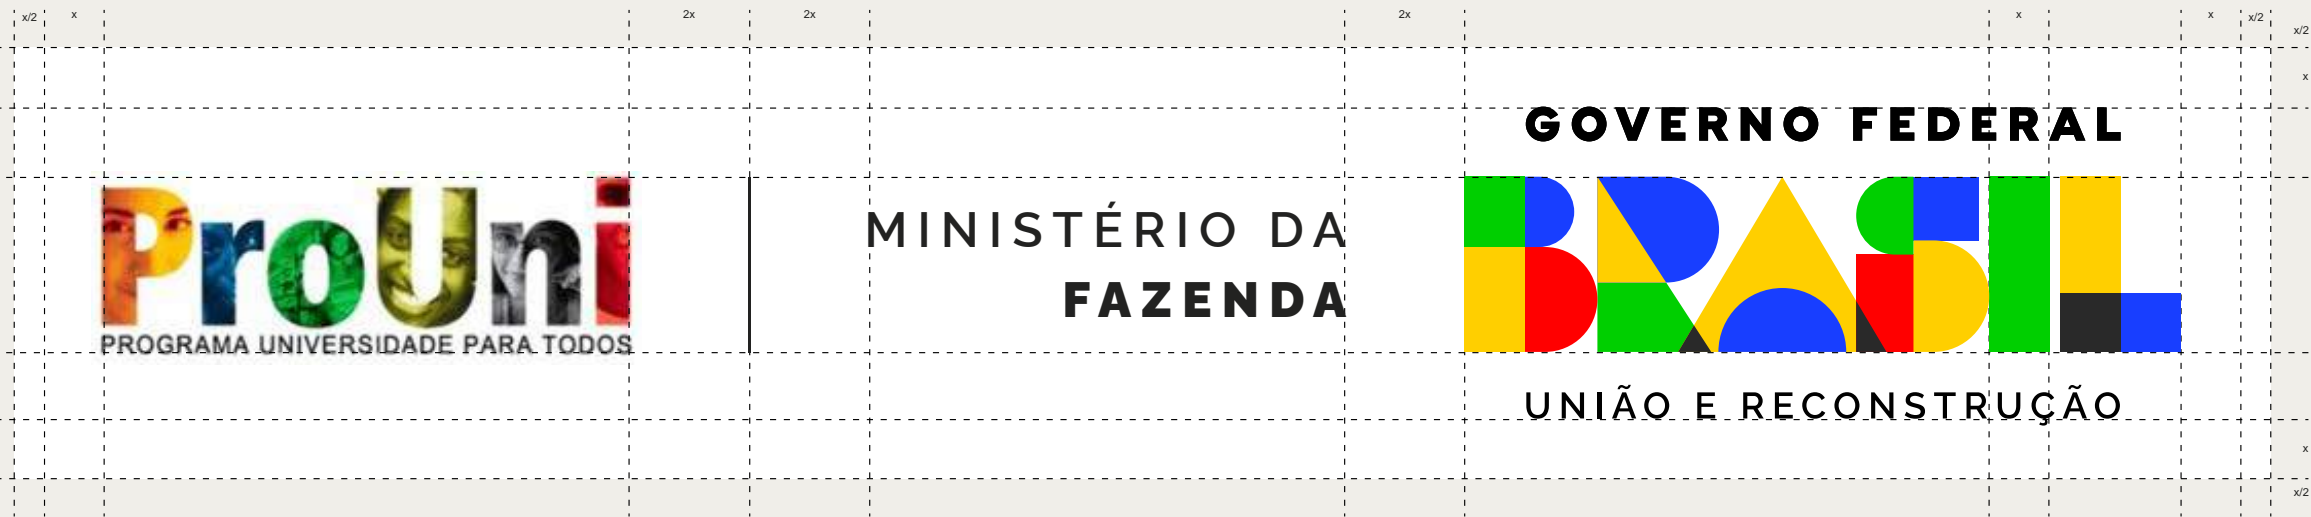 x/2 x 2x 2x 2x x x x/2
x/2
x
GOVERNO FEDERAL
ProUni
PROGRAMA UNIVERSIDADE PARA TODOS
MINISTÉRIO DA
FAZENDA
BRASIL
UNIÃO E RECONSTRUÇÃO
x
x/2